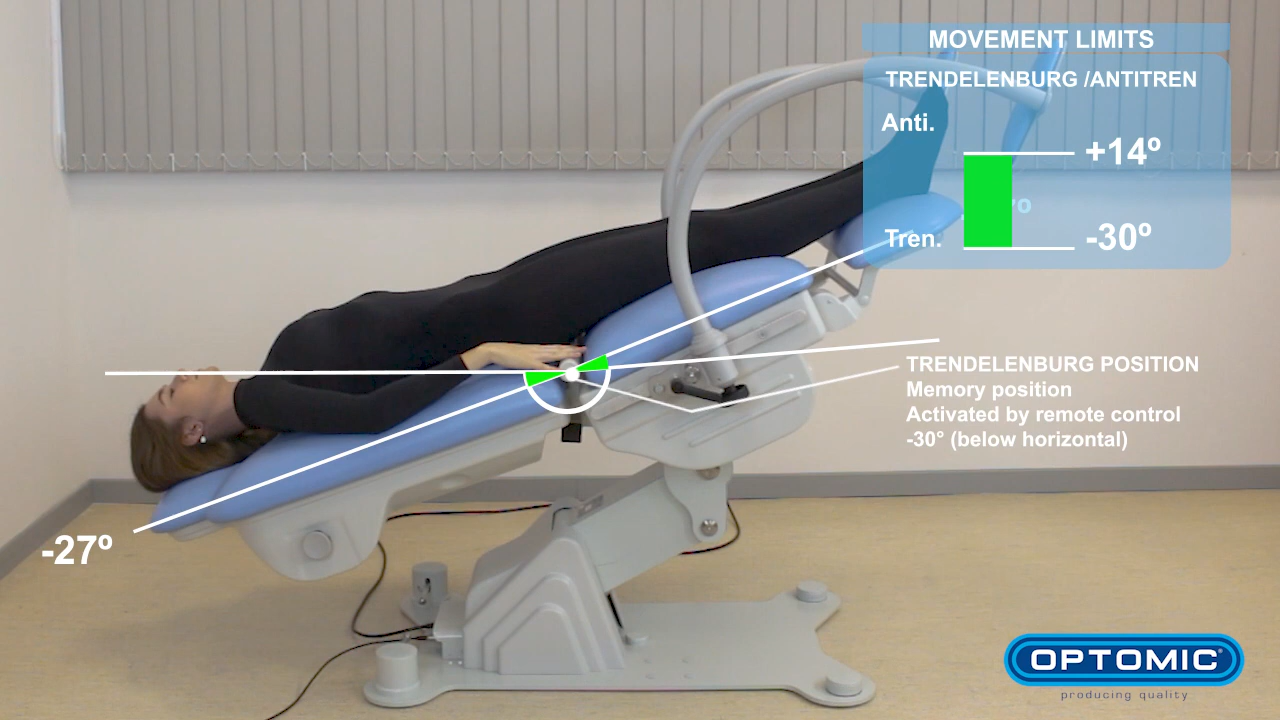 MOVEMENT LIMITS
TRENDELENBURG /ANTITREN
Anti.
+14º
Tren.
-30º
TRENDELENBURG POSITION
Memory position
Activated by remote control
-30° (below horizontal)
-27º
OPTOMIC®
producing quality